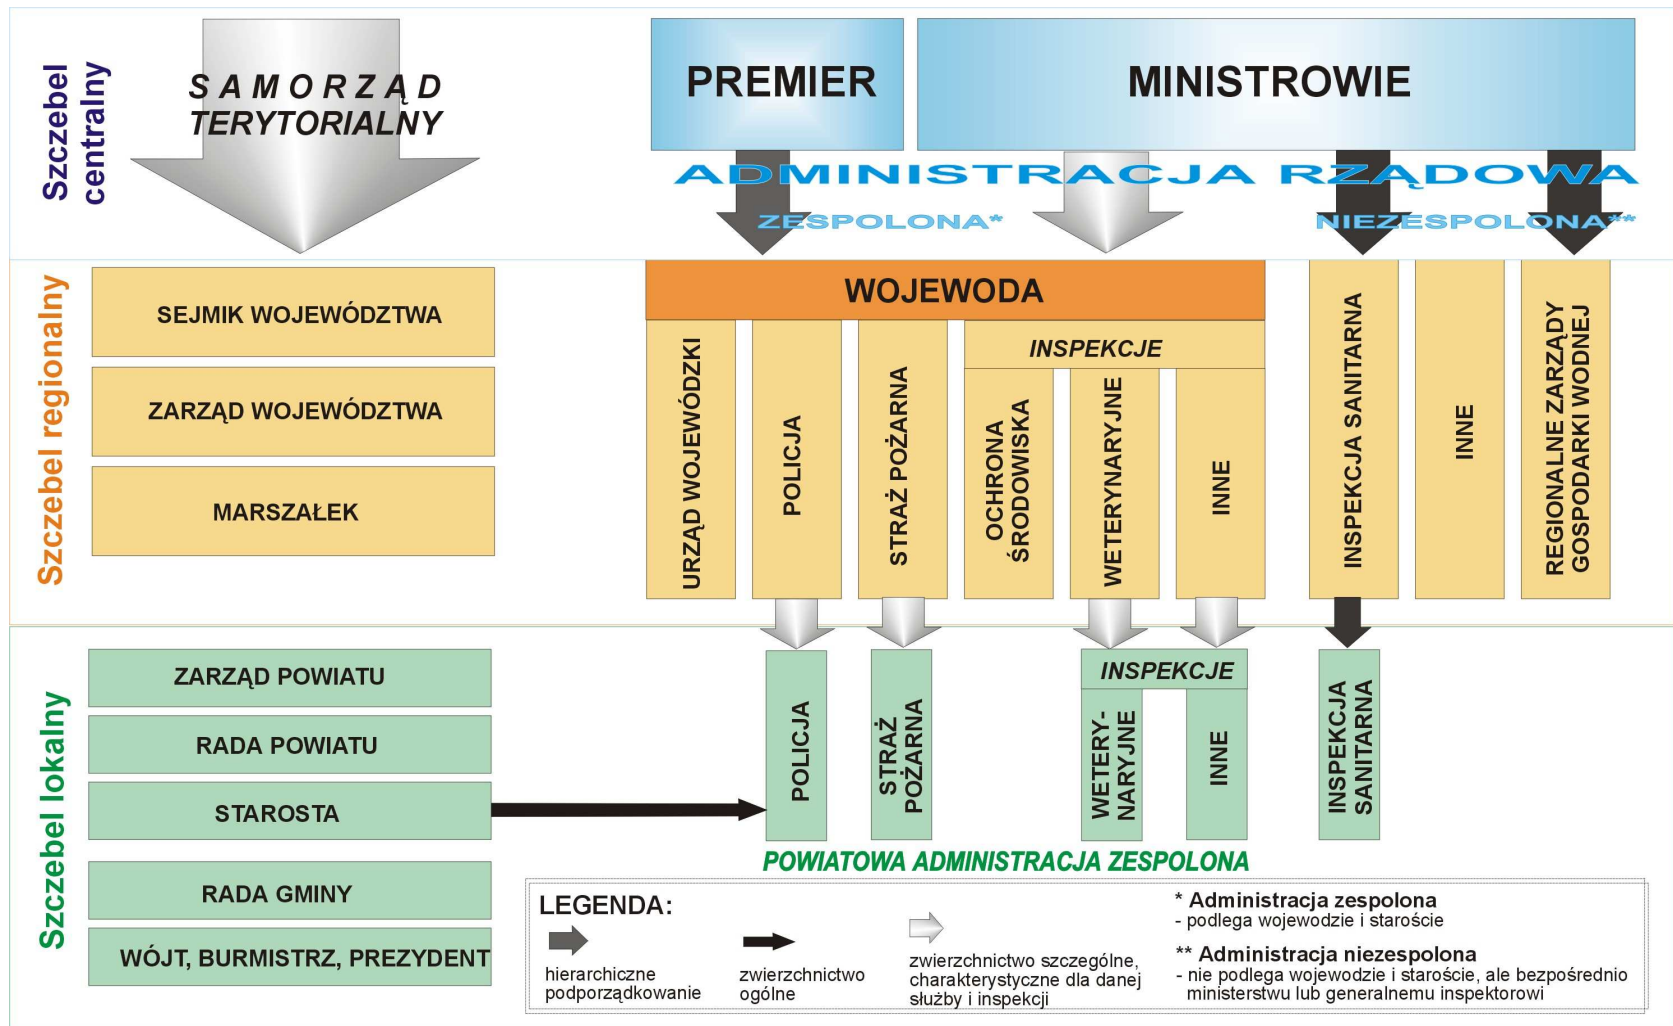 Szczebel
centralny
S A M O R Z Ą D
TERYTORIALNY
PREMIER
MINISTROWIE
ADMINISTRACJA RZĄDOWA
ZESPOLONA*
NIEZESPOLONA**
Szczebel regionalny
SEJMIK WOJEWÓDZTWA
ZARZĄD WOJEWÓDZTWA
MARSZAŁEK
WOJEWODA
URZĄD WOJEWÓDZKI
POLICJA
STRAŻ POŻARNA
INSPEKCJE
OCHRONA
ŚRODOWISKA
WETERYNARYJNE
INNE
INSPEKCJA SANITARNA
INNE
REGIONALNE ZARZĄDY
GOSPODARKI WODNEJ
Szczebel lokalny
ZARZĄD POWIATU
RADA POWIATU
STAROSTA
RADA GMINY
WÓJT, BURMISTRZ, PREZYDENT
POLICJA
STRAŻ
POŻARNA
INSPEKCJE
WETERY-
NARYJNE
INNE
INSPEKCJA
SANITARNA
POWIATOWA ADMINISTRACJA ZESPOLONA
LEGENDA:
hierarchiczne
podporządkowanie
zwierzchnictwo
ogólne
zwierzchnictwo szczególne,
charakterystyczne dla danej
służby i inspekcji
* Administracja zespolona
- podlega wojewodzie i staroście
** Administracja niezespolona
- nie podlega wojewodzie i staroście, ale bezpośrednio
ministerstwu lub generalnemu inspektorowi